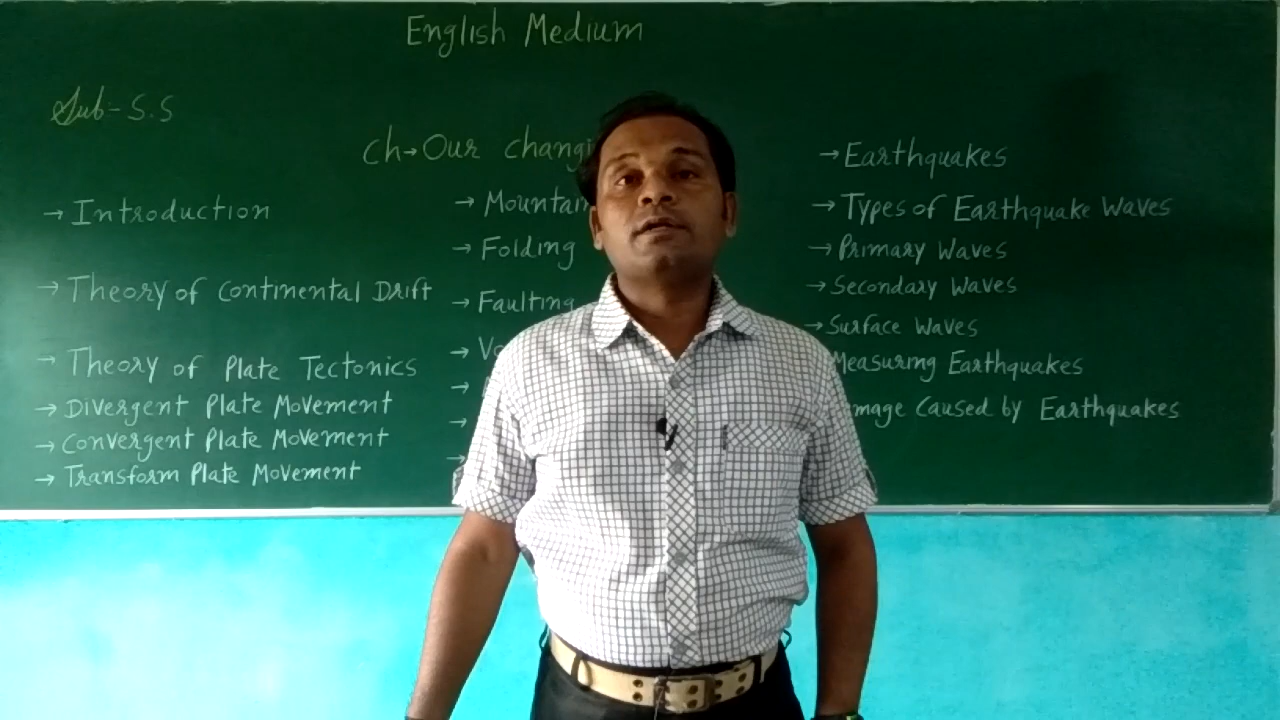 English Medium
Sub- S.S
Ch→ Our changi
→ Introduction
→ Theory of Continental Drift
→ Theory of Plate Tectonics
→ Divergent Plate Movement
→ Convergent Plate Movement
→ Transform Plate Movement
→ Mountain
→ Folding
→ Faulting
→ V
→
→
→
→ Earthquakes
→ Types of Earthquake Waves
→ Primary Waves
→ Secondary Waves
→ Surface Waves
Measuring Earthquakes
mage Caused by Earthquakes